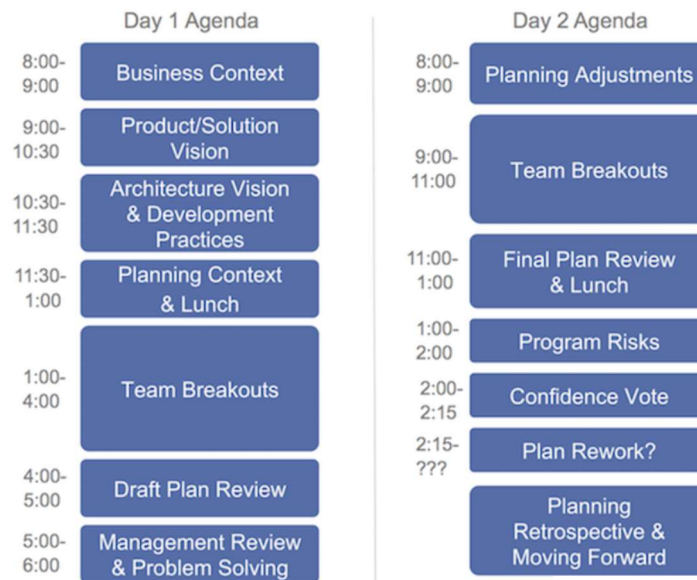 Day 1 Agenda
8:00-
9:00
Business Context
9:00-
10:30
Product/Solution
Vision
10:30-
11:30
Architecture Vision
& Development
Practices
11:30-
1:00
Planning Context
& Lunch
1:00-
4:00
Team Breakouts
4:00-
5:00
Draft Plan Review
5:00-
6:00
Management Review
& Problem Solving
Day 2 Agenda
8:00-
9:00
Planning Adjustments
9:00-
11:00
Team Breakouts
11:00-
1:00
Final Plan Review
& Lunch
1:00-
2:00
Program Risks
2:00-
2:15
Confidence Vote
2:15-
???
Plan Rework?
Planning
Retrospective &
Moving Forward